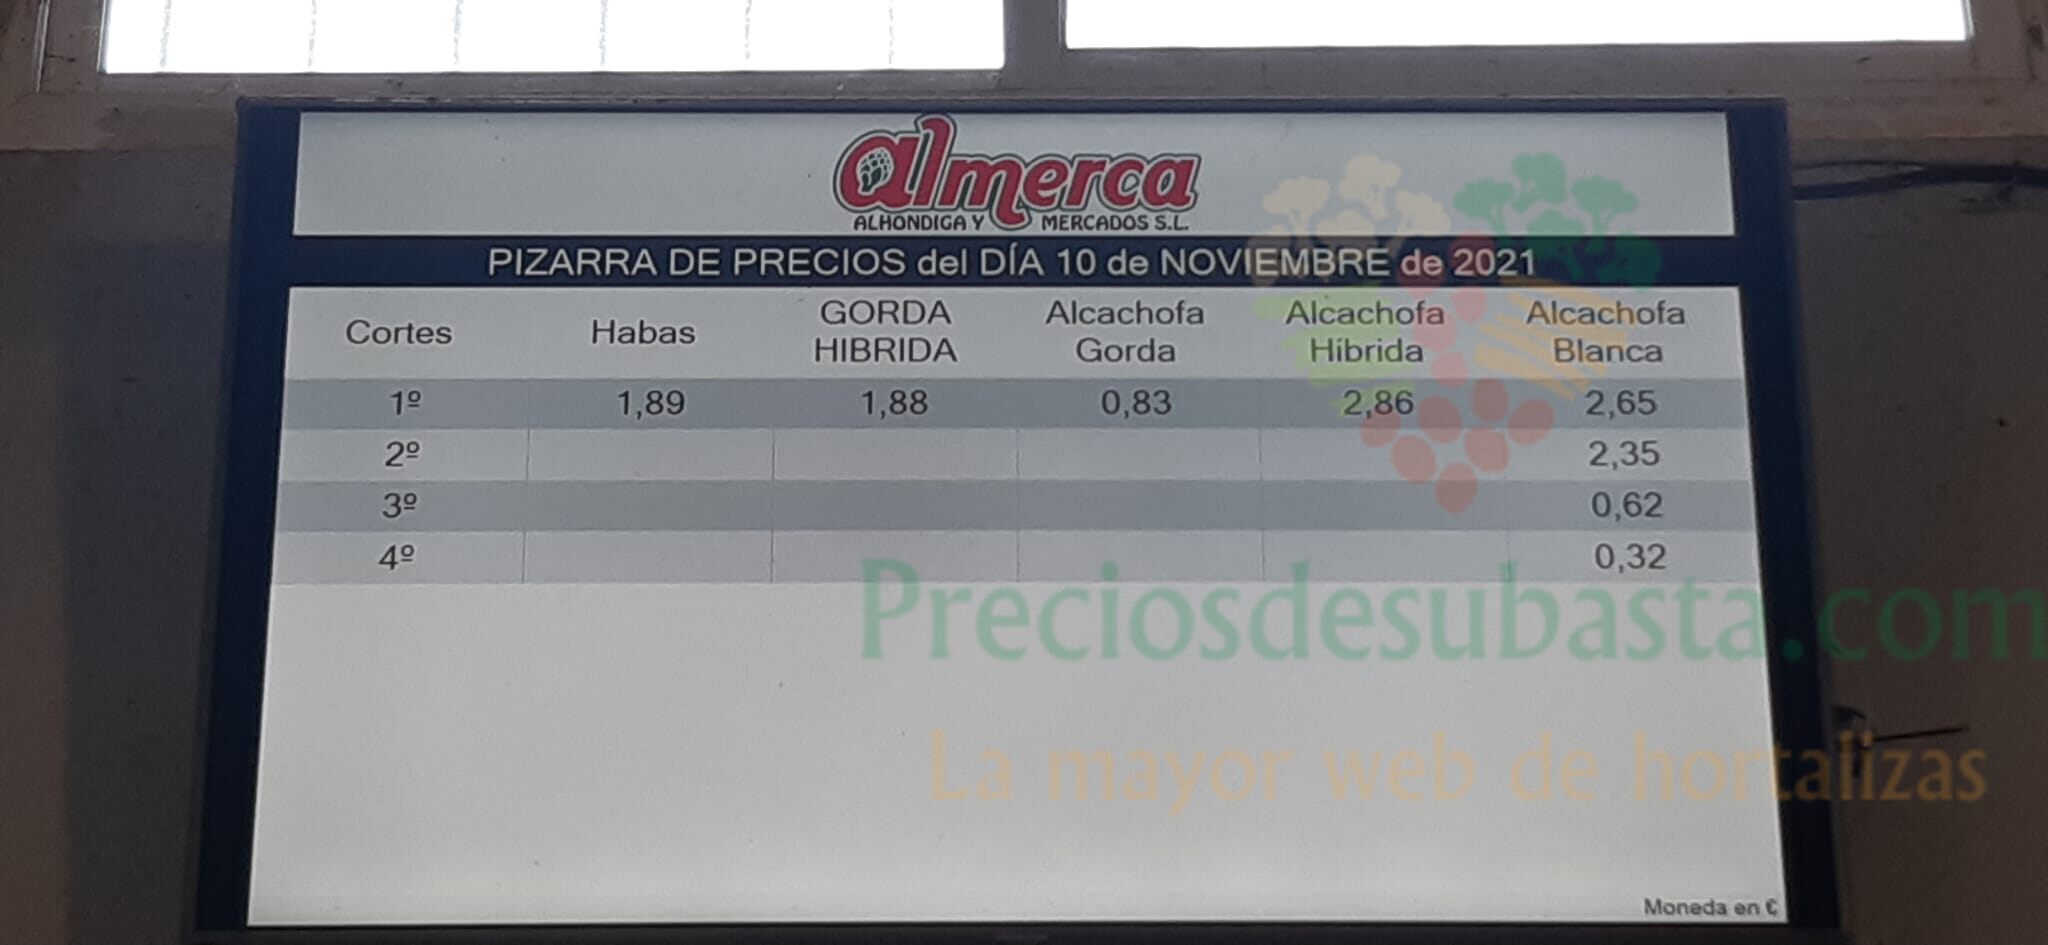 almerca
ALHONDIGA Y MERCADOS S.L.
PIZARRA DE PRECIOS del DÍA 10 de NOVIEMBRE de 2021
Cortes Habas GORDA HIBRIDA Alcachofa Gorda Alcachofa Híbrida Alcachofa Blanca
1º 1,89 1,88 0,83 2,86 2,65
2º 2,35
3º 0,62
4º 0,32
Preciosdesubasta.com
La mayor web de hortalizas
Moneda en €